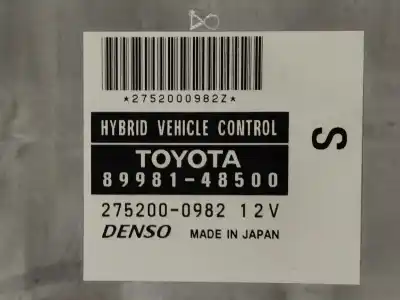 *2752000982Z*
HYBRID VEHICLE CONTROL
TOYOTA
89981-48500
275200-0982 12V
DENSO MADE IN JAPAN
S